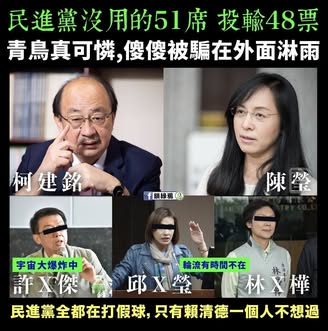 民進黨沒用的51席 投輸48票
青鳥真可憐,傻傻被騙在外面淋雨
柯建銘
陳瑩
宇宙大爆炸中
輪流有時間不在
許X傑
邱X瑩
林X樺
民進黨全都在打假球,只有賴清德一個人不想過